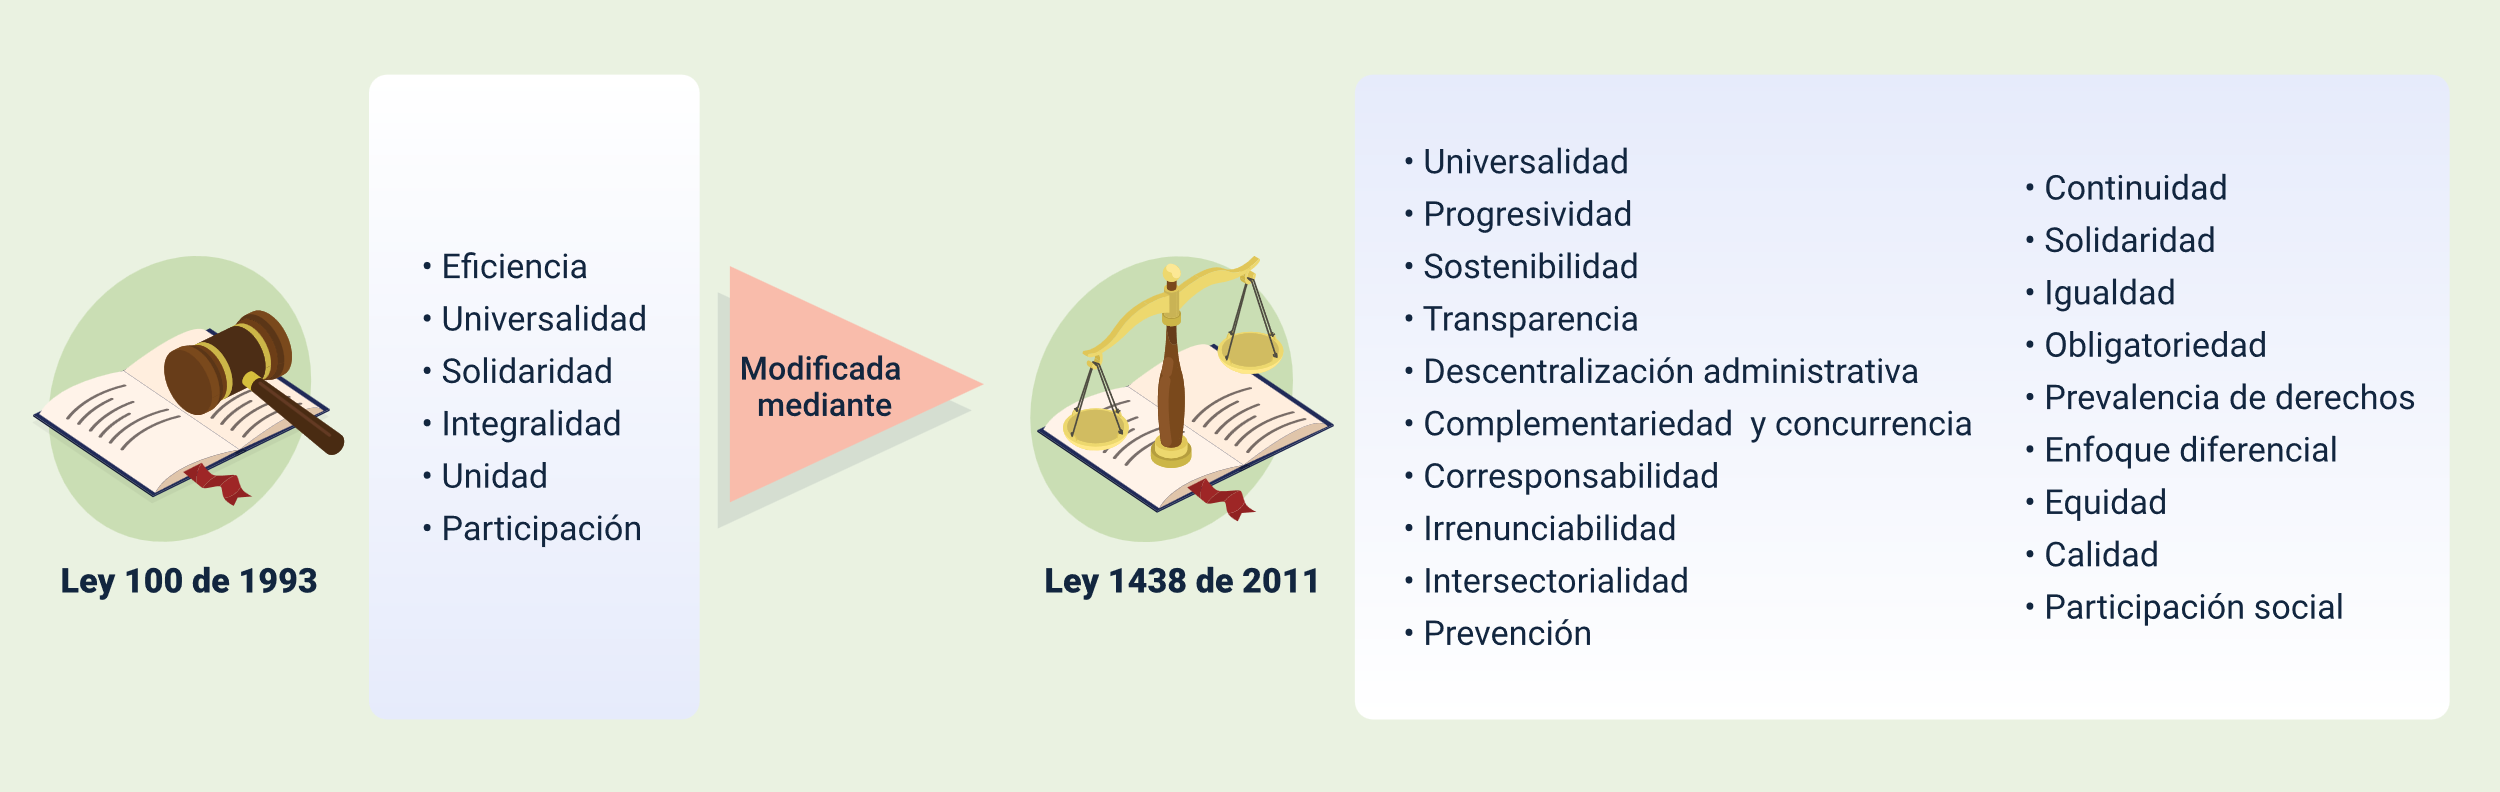 Ley 100 de 1993
• Eficiencia
• Universalidad
• Solidaridad
• Integralidad
• Unidad
• Participación
Modificada
mediante
Ley 1438 de 2011
• Universalidad
• Progresividad
• Sostenibilidad
• Transparencia
• Descentralización administrativa
• Complementariedad y concurrencia
• Corresponsabilidad
• Irrenunciabilidad
• Intersectorialidad
• Prevención
• Continuidad
• Solidaridad
• Igualdad
• Obligatoriedad
• Prevalencia de derechos
• Enfoque diferencial
• Equidad
• Calidad
• Participación social